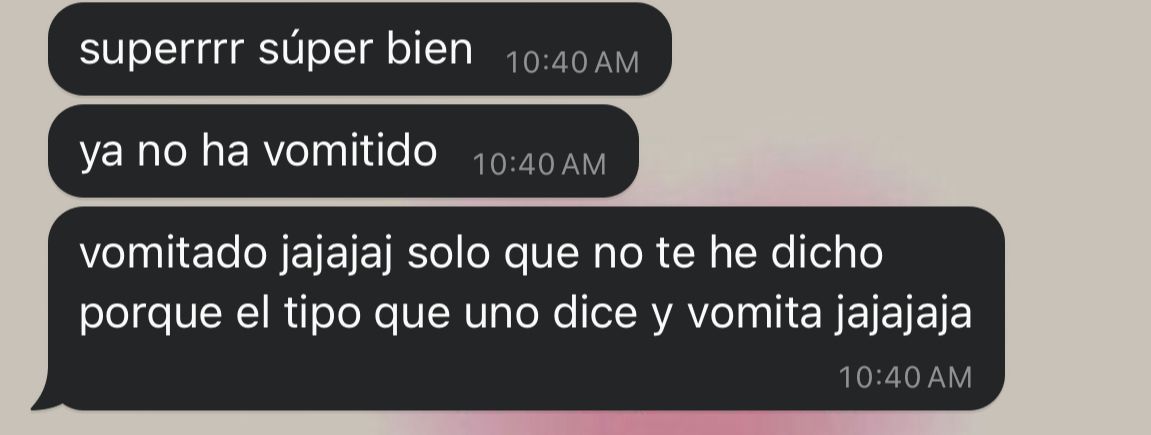 superrrr súper bien 10:40 AM
ya no ha vomitido 10:40 AM
vomitado jajajaj solo que no te he dicho
porque el tipo que uno dice y vomita jajajaja
10:40 AM